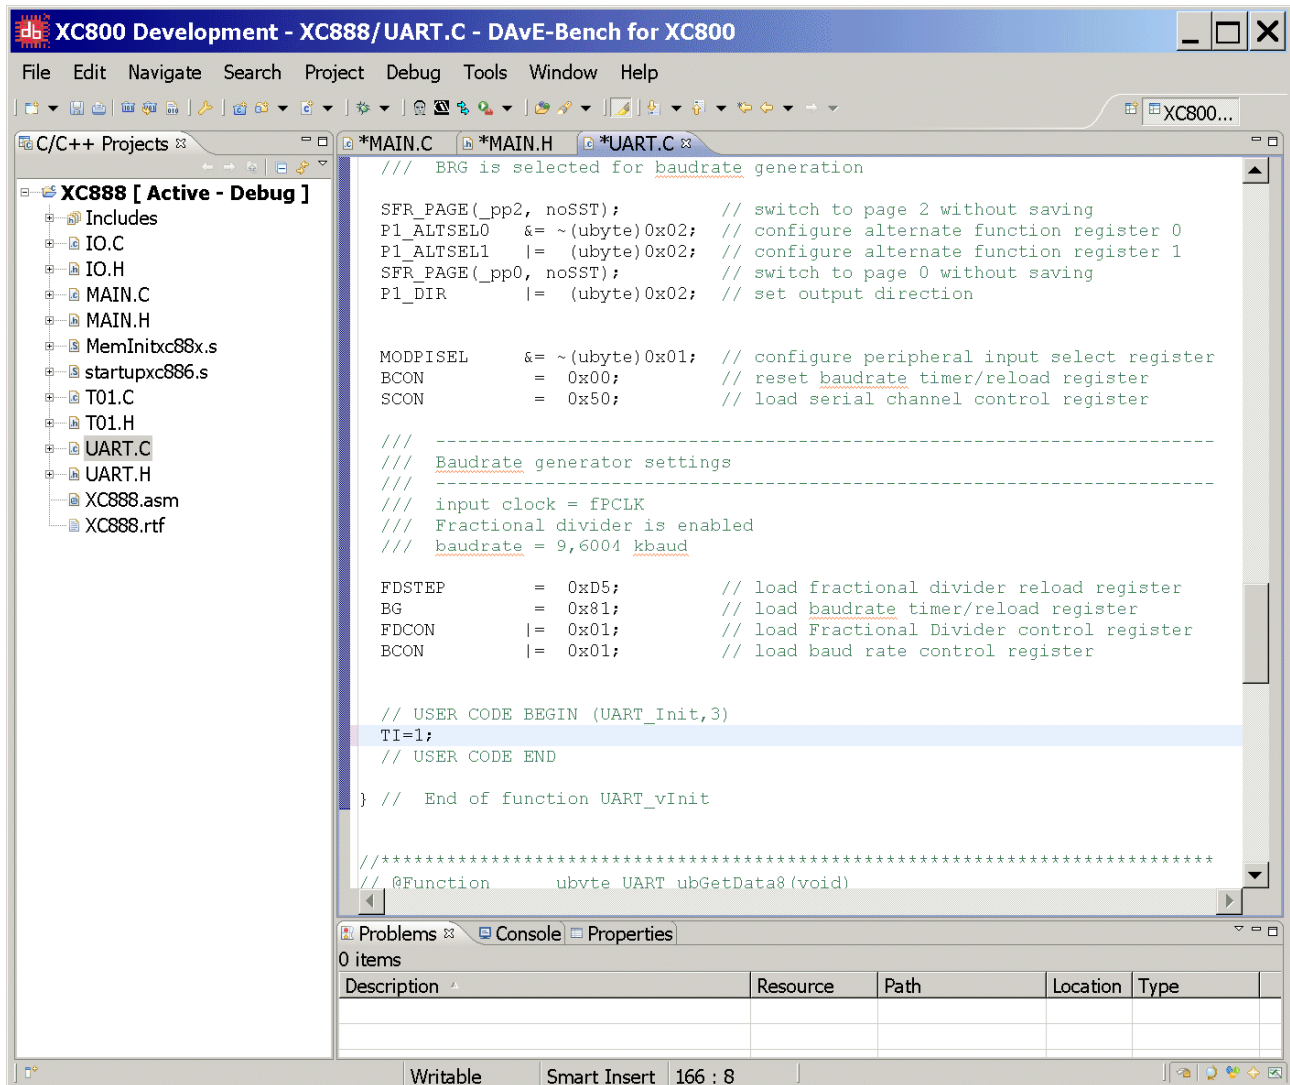 XC800 Development - XC888/UART.C - DAvE-Bench for XC800
File Edit Navigate Search Project Debug Tools Window Help
XC800...
C/C++ Projects
XC888 [ Active - Debug ]
Includes
IO.C
IO.H
MAIN.C
MAIN.H
MemInitxc88x.s
startupxc886.s
T01.C
T01.H
UART.C
UART.H
XC888.asm
XC888.rtf
*MAIN.C *MAIN.H *UART.C
/// BRG is selected for baudrate generation
SFR_PAGE(_pp2, noSST); // switch to page 2 without saving
P1_ALTSEL0 &= ~(ubyte)0x02; // configure alternate function register 0
P1_ALTSEL1 |= (ubyte)0x02; // configure alternate function register 1
SFR_PAGE(_pp0, noSST); // switch to page 0 without saving
P1_DIR |= (ubyte)0x02; // set output direction
MODPISEL &= ~(ubyte)0x01; // configure peripheral input select register
BCON = 0x00; // reset baudrate timer/reload register
SCON = 0x50; // load serial channel control register
/// -----------------------------------------------------------------------
/// Baudrate generator settings
/// -----------------------------------------------------------------------
/// input clock = fPCLK
/// Fractional divider is enabled
/// baudrate = 9,6004 kbaud
FDSTEP = 0xD5; // load fractional divider reload register
BG = 0x81; // load baudrate timer/reload register
FDCON |= 0x01; // load Fractional Divider control register
BCON |= 0x01; // load baud rate control register
// USER CODE BEGIN (UART_Init,3)
TI=1;
// USER CODE END
} // End of function UART_vInit
//****************************************************************************
// @Function ubyte UART_ubGetData8(void)
Problems Console Properties
0 items
Description Resource Path Location Type
Writable Smart Insert 166 : 8